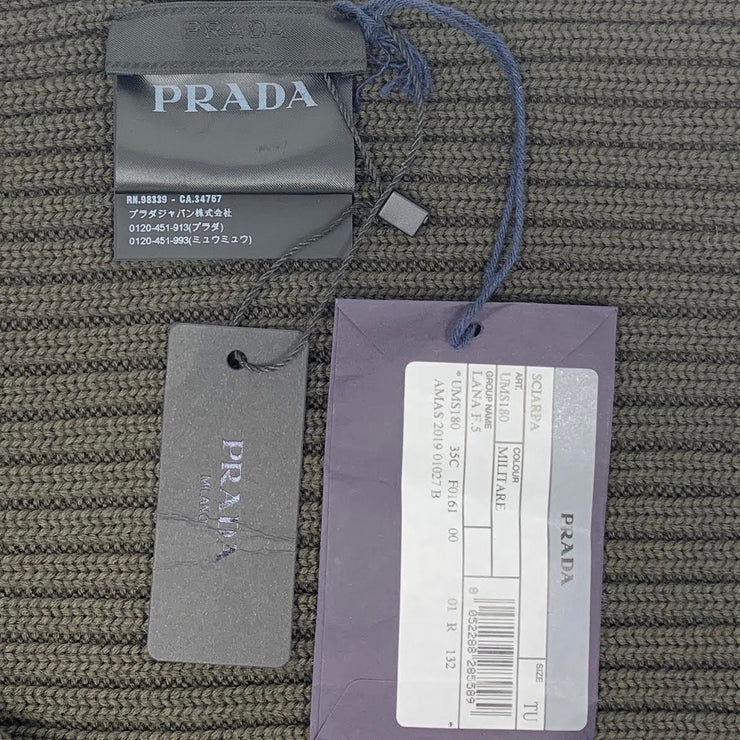 PRADA
MILANO
PRADA
RN.98339 - CA.34767
プラダジャパン株式会社
0120-451-913(プラダ)
0120-451-993(ミュウミュウ)
PRADA
MILANO
PRADA
SCIARPA
ART.
COLOUR
SIZE
UMS180
MILITARE
TU
GROUP NAME
LANA F.5
8 052288 285589
* UMS180 35C F0161 00 01 R 132 *
AMAS 2019 01027 B